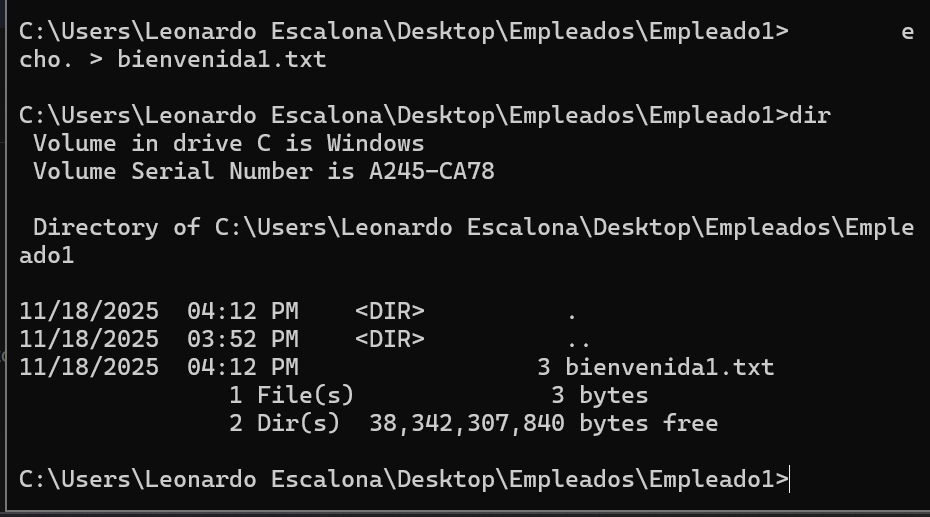 C:\Users\Leonardo Escalona\Desktop\Empleados\Empleado1>        e
cho. > bienvenida1.txt
C:\Users\Leonardo Escalona\Desktop\Empleados\Empleado1>dir
 Volume in drive C is Windows
 Volume Serial Number is A245-CA78
 Directory of C:\Users\Leonardo Escalona\Desktop\Empleados\Emple
ado1
11/18/2025  04:12 PM    <DIR>          .
11/18/2025  03:52 PM    <DIR>          ..
11/18/2025  04:12 PM                 3 bienvenida1.txt
               1 File(s)              3 bytes
               2 Dir(s)  38,342,307,840 bytes free
C:\Users\Leonardo Escalona\Desktop\Empleados\Empleado1>